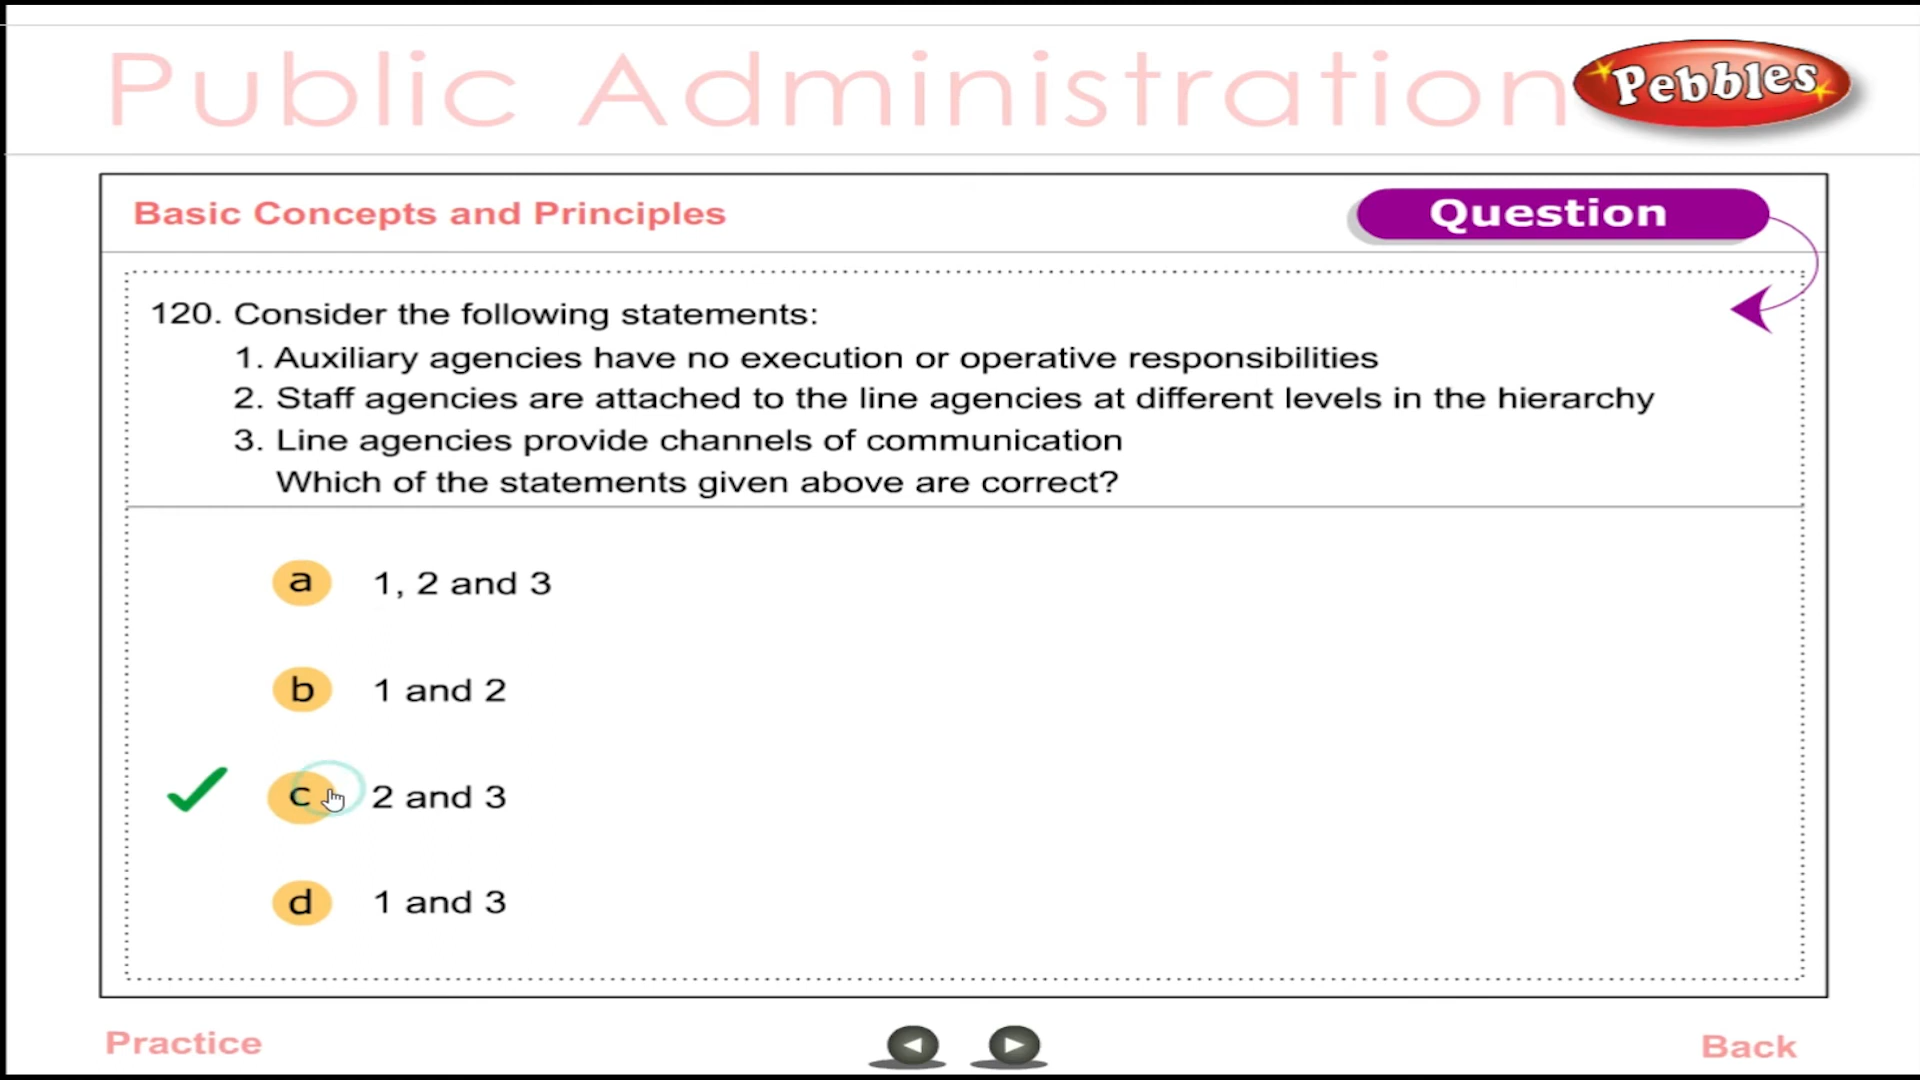 Public Administration
Pebbles
Basic Concepts and Principles
Question
120. Consider the following statements:
1. Auxiliary agencies have no execution or operative responsibilities
2. Staff agencies are attached to the line agencies at different levels in the hierarchy
3. Line agencies provide channels of communication
Which of the statements given above are correct?
a 1, 2 and 3
b 1 and 2
c 2 and 3
d 1 and 3
Practice
Back